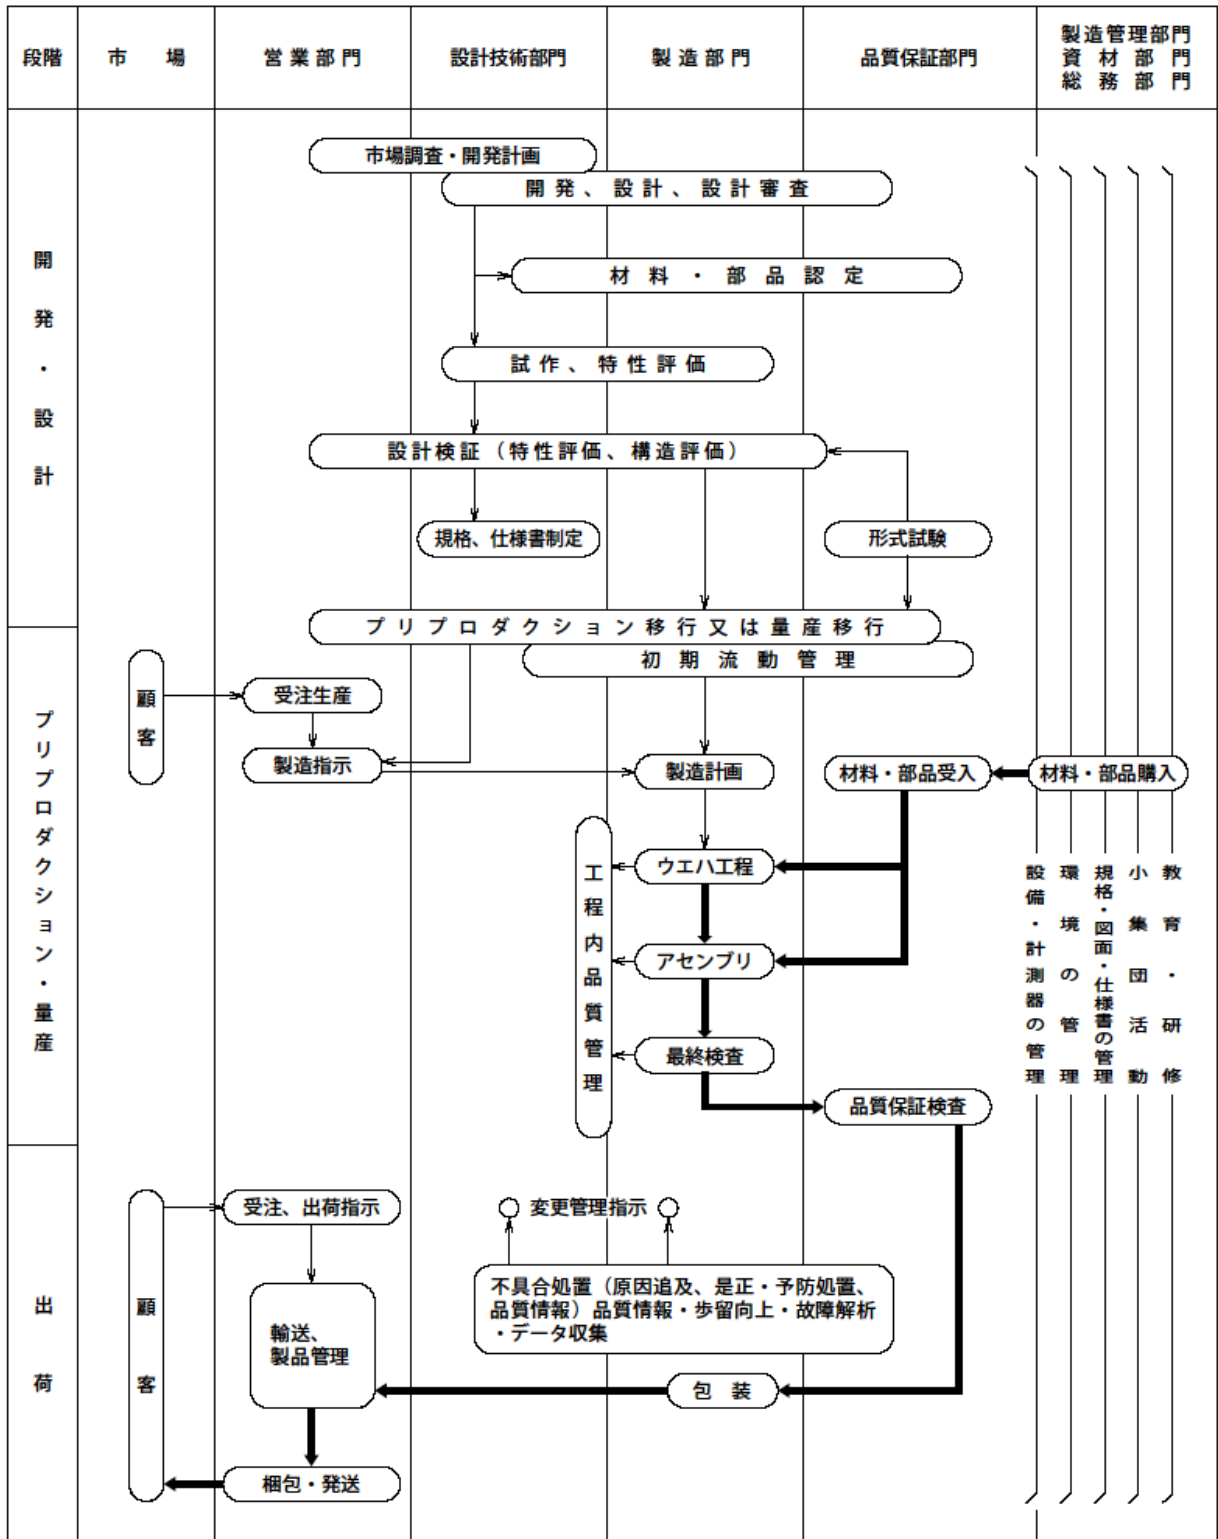 段階
市 場
営業部門
設計技術部門
製造部門
品質保証部門
製造管理部門
資材部門
総務部門
開発・設計
市場調査・開発計画
開発、設計、設計審査
材料・部品認定
試作、特性評価
設計検証（特性評価、構造評価）
規格、仕様書制定
形式試験
プリプロダクション移行又は量産移行
初期流動管理
プリプロダクション・量産
顧客
受注生産
製造指示
製造計画
材料・部品受入
材料・部品購入
工程内品質管理
ウエハ工程
アセンブリ
最終検査
品質保証検査
設備・計測器の管理
環境の管理
規格・図面・仕様書の管理
小集団活動
教育・研修
出荷
顧客
受注、出荷指示
変更管理指示
不具合処置（原因追及、是正・予防処置、
品質情報）品質情報・歩留向上・故障解析
・データ収集
輸送、
製品管理
包 装
梱包・発送